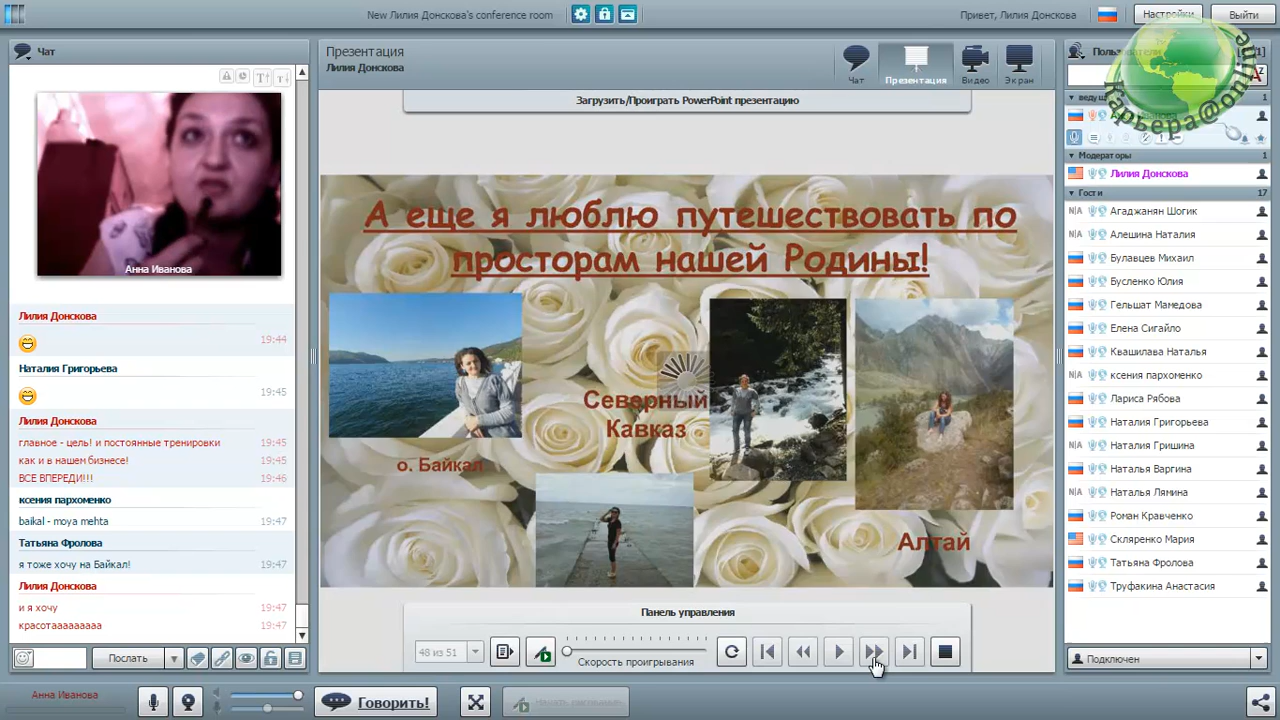 New Лилия Донскова's conference room
Привет, Лилия Донскова
Настройки
Выйти
Чат
Анна Иванова
Лилия Донскова
19:44
Наталия Григорьева
19:45
Лилия Донскова
главное - цель! и постоянные тренировки 19:45
как и в нашем бизнесе! 19:45
ВСЕ ВПЕРЕДИ!!! 19:46
ксения пархоменко
baikal - moya mehta 19:47
Татьяна Фролова
я тоже хочу на Байкал! 19:47
Лилия Донскова
и я хочу 19:47
красотааааааааа 19:47
Послать
Презентация
Лилия Донскова
Чат
Презентация
Видео
Экран
Загрузить/Проиграть PowerPoint презентацию
А еще я люблю путешествовать по
просторам нашей Родины!
о. Байкал
Северный
Кавказ
Алтай
Панель управления
48 из 51
Скорость проигрывания
Пользователи
карьера@online
ведущ 1
Модераторы 1
Лилия Донскова
Гости 17
N/A Агаджанян Шогик
N/A Алешина Наталия
Булавцев Михаил
Бусленко Юлия
Гельшат Мамедова
Елена Сигайло
Квашилова Наталья
ксения пархоменко
Лариса Рябова
Наталия Григорьева
N/A Наталия Гришина
Наталья Варгина
N/A Наталья Лямина
Роман Кравченко
Скляренко Мария
Татьяна Фролова
Труфакина Анастасия
Подключен
Анна Иванова
Говорить!